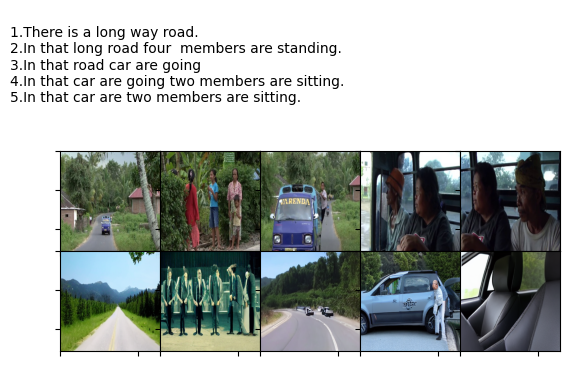 1.There is a long way road.
2.In that long road four  members are standing.
3.In that road car are going
4.In that car are going two members are sitting.
5.In that car are two members are sitting.